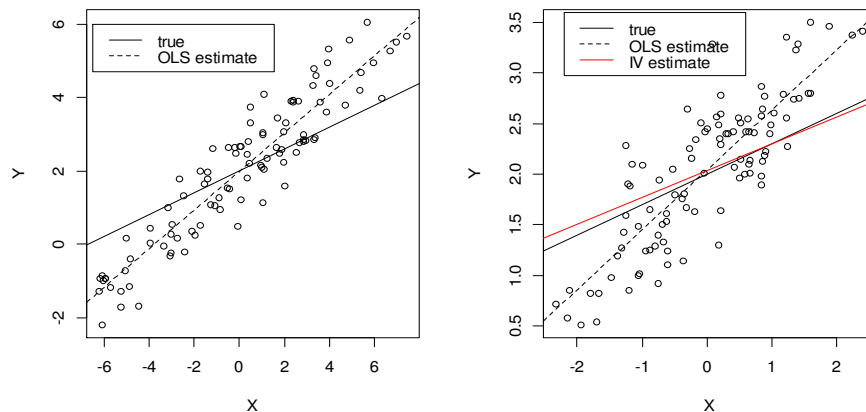 true
OLS estimate
Y
6
4
2
0
-2
-6 -4 -2 0 2 4 6
X
true
OLS estimate
IV estimate
Y
3.5
3.0
2.5
2.0
1.5
1.0
0.5
-2 -1 0 1 2
X